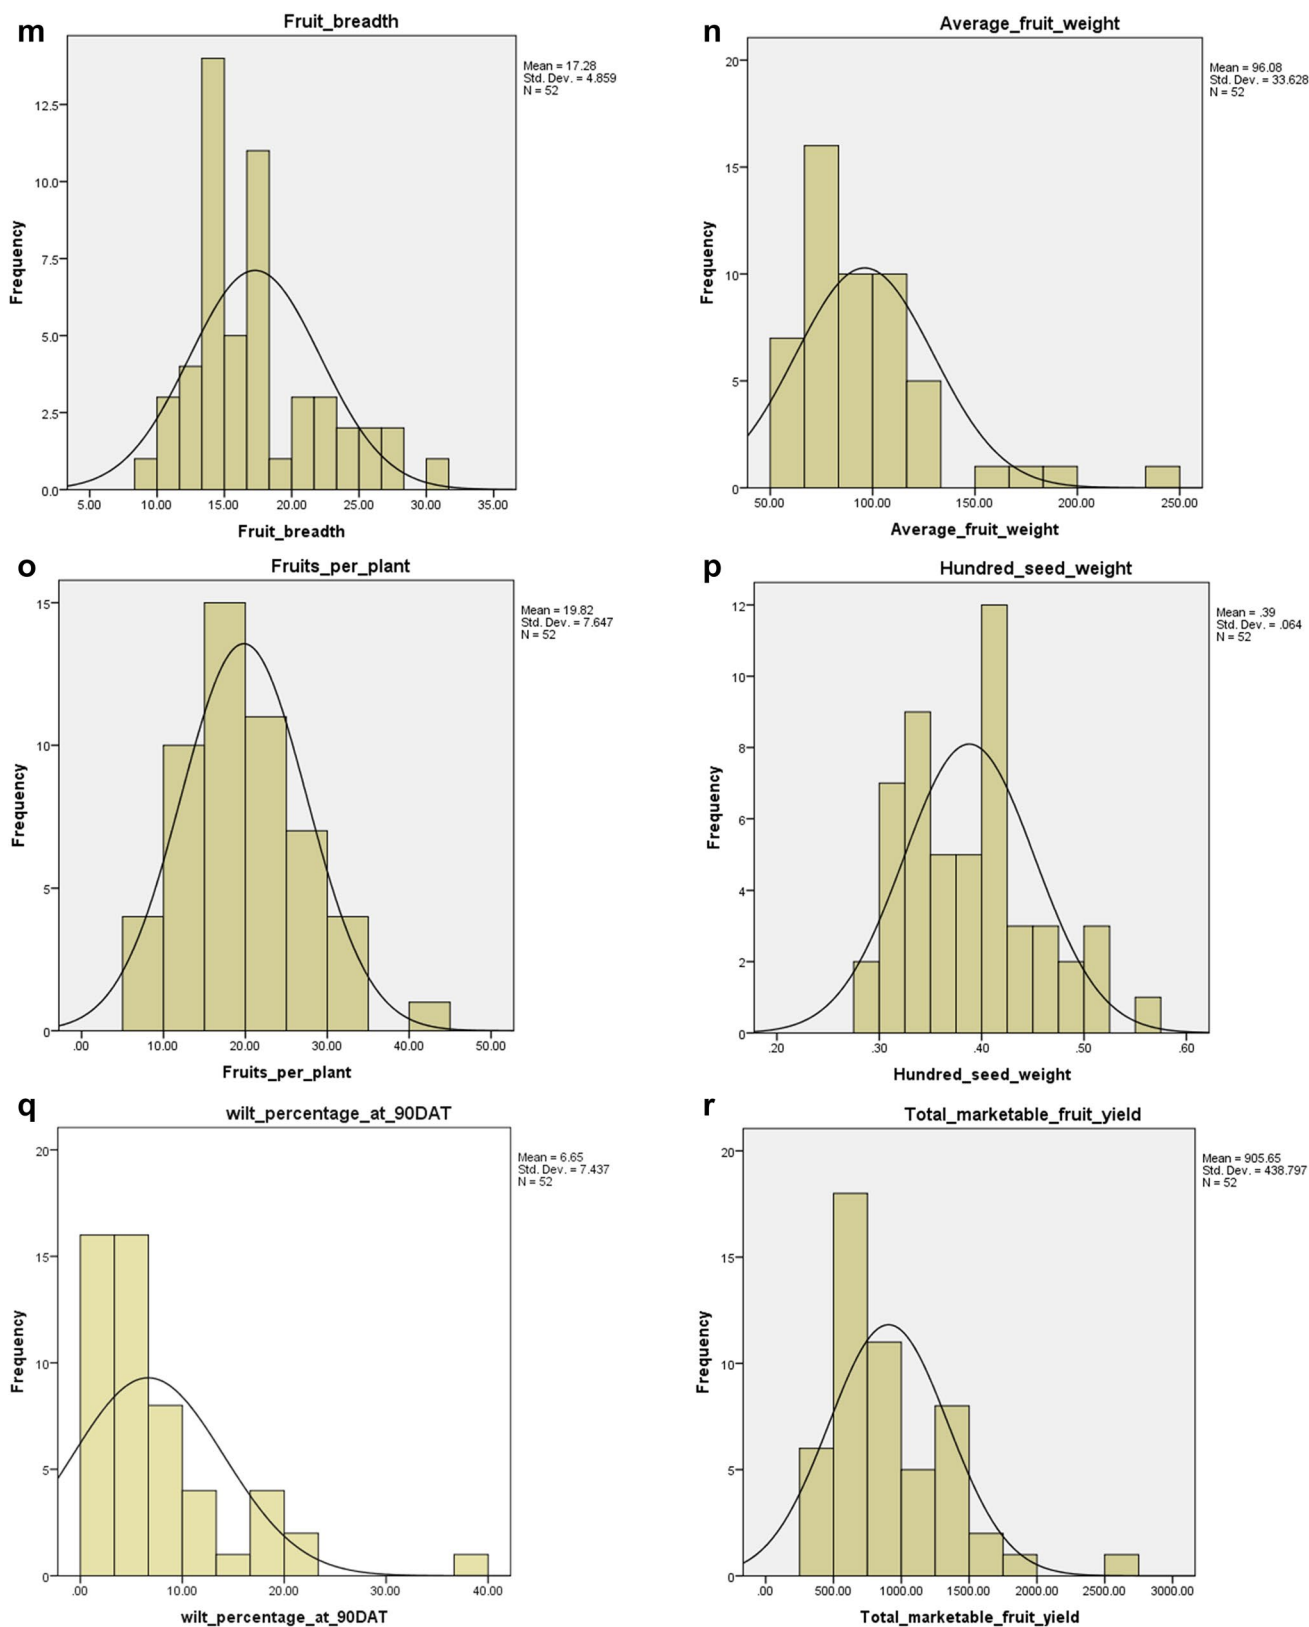 m
Fruit_breadth
Mean = 17.28
Std. Dev. = 4.859
N = 52
Frequency
12.5
10.0
7.5
5.0
2.5
0.0
5.00 10.00 15.00 20.00 25.00 30.00 35.00
Fruit_breadth
n
Average_fruit_weight
Mean = 96.08
Std. Dev. = 33.628
N = 52
Frequency
20
15
10
5
0
50.00 100.00 150.00 200.00 250.00
Average_fruit_weight
o
Fruits_per_plant
Mean = 19.82
Std. Dev. = 7.647
N = 52
Frequency
15
10
5
0
.00 10.00 20.00 30.00 40.00 50.00
Fruits_per_plant
p
Hundred_seed_weight
Mean = .39
Std. Dev. = .064
N = 52
Frequency
12
10
8
6
4
2
0
.20 .30 .40 .50 .60
Hundred_seed_weight
q
wilt_percentage_at_90DAT
Mean = 6.65
Std. Dev. = 7.437
N = 52
Frequency
20
15
10
5
0
.00 10.00 20.00 30.00 40.00
wilt_percentage_at_90DAT
r
Total_marketable_fruit_yield
Mean = 905.65
Std. Dev. = 438.797
N = 52
Frequency
20
15
10
5
0
.00 500.00 1000.00 1500.00 2000.00 2500.00 3000.00
Total_marketable_fruit_yield